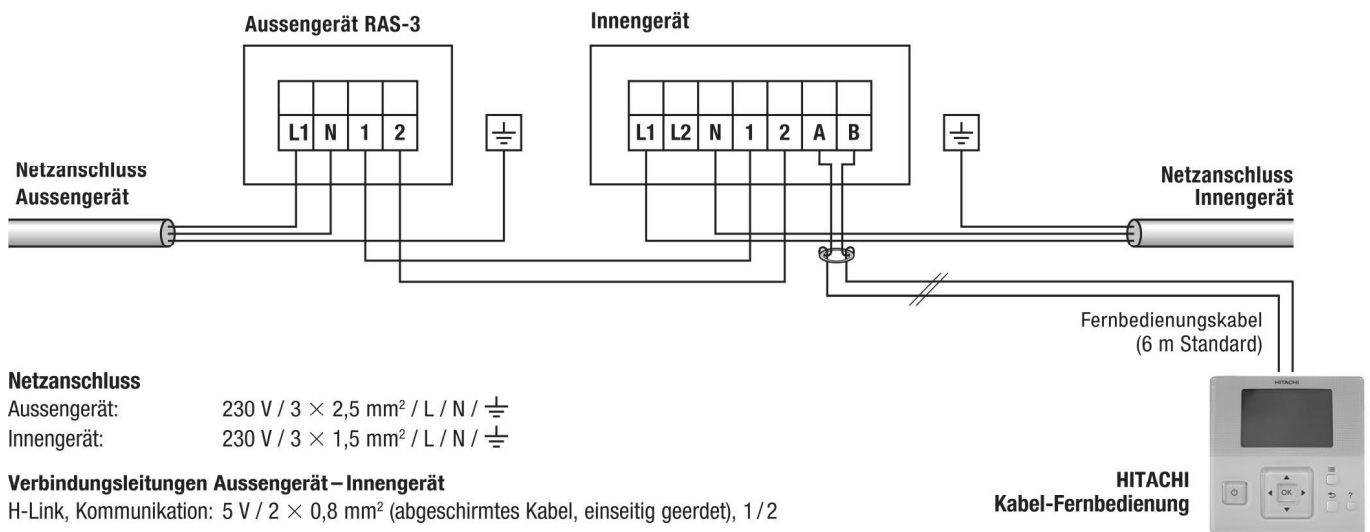 Aussengerät RAS-3
Innengerät
L1 N 1 2
L1 L2 N 1 2 A B
Netzanschluss
Aussengerät
Netzanschluss
Innengerät
Fernbedienungskabel
(6 m Standard)
Netzanschluss
Aussengerät: 230 V / 3 × 2,5 mm² / L / N / ⏚
Innengerät: 230 V / 3 × 1,5 mm² / L / N / ⏚
Verbindungsleitungen Aussengerät – Innengerät
H-Link, Kommunikation: 5 V / 2 × 0,8 mm² (abgeschirmtes Kabel, einseitig geerdet), 1 / 2
HITACHI
OK
?
HITACHI
Kabel-Fernbedienung